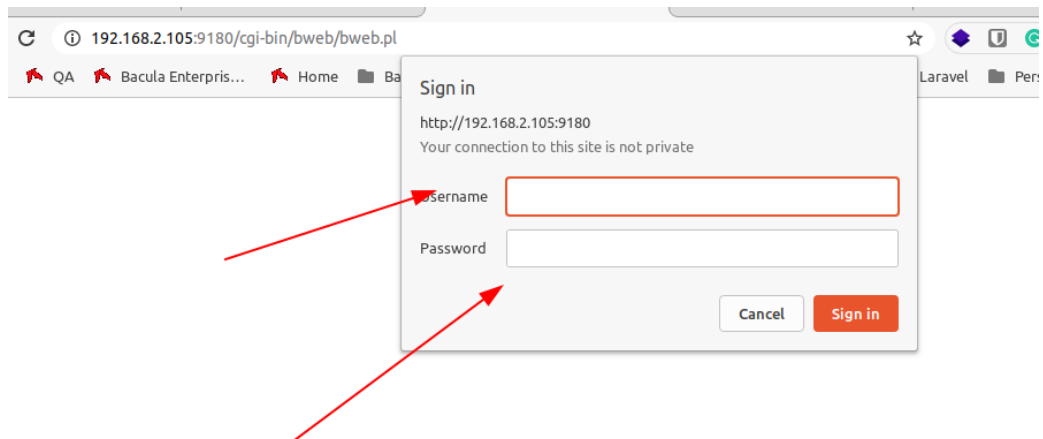 192.168.2.105:9180/cgi-bin/bweb/bweb.pl
QA Bacula Enterpris... Home Ba Laravel Pers
Sign in
http://192.168.2.105:9180
Your connection to this site is not private
Username
Password
Cancel Sign in